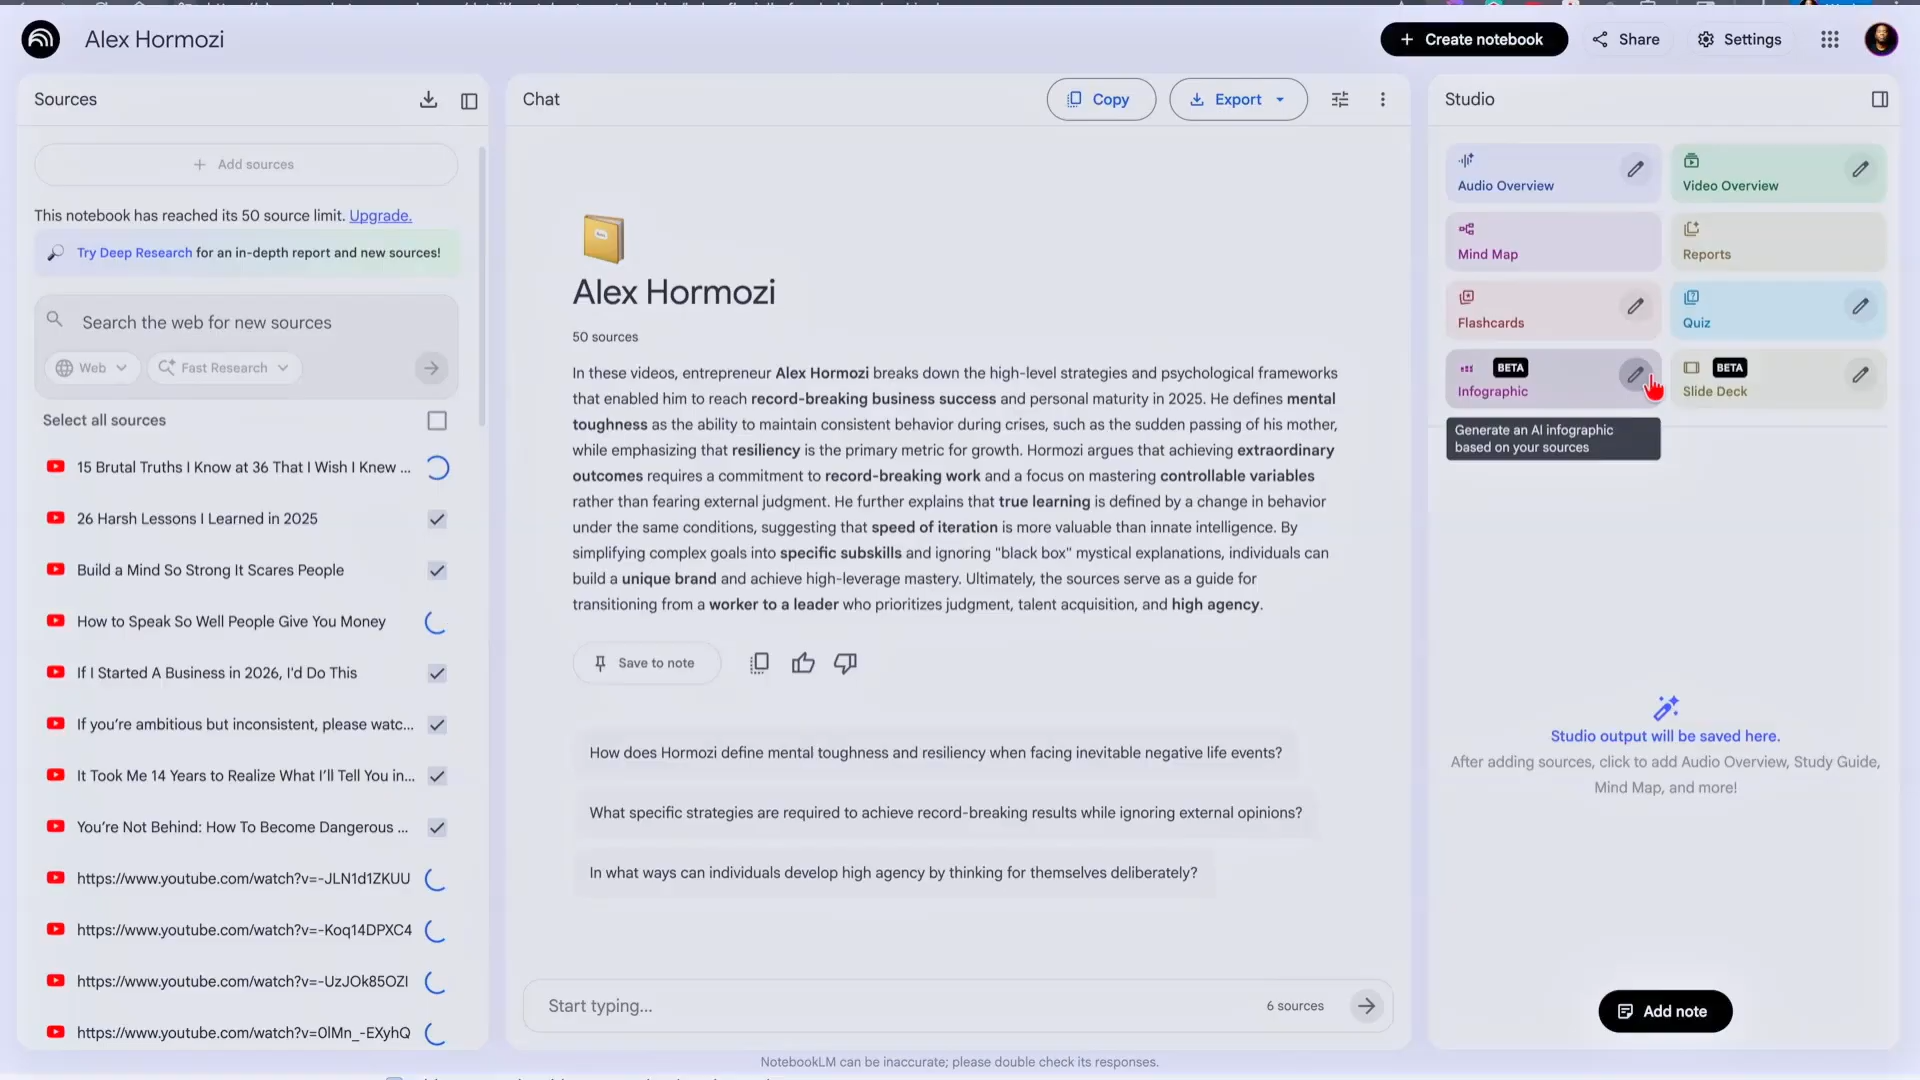 Alex Hormozi
Create notebook
Share
Settings
Sources
Add sources
This notebook has reached its 50 source limit. Upgrade.
Try Deep Research for an in-depth report and new sources!
Search the web for new sources
Web
Fast Research
Select all sources
15 Brutal Truths I Know at 36 That I Wish I Knew ...
26 Harsh Lessons I Learned in 2025
Build a Mind So Strong It Scares People
How to Speak So Well People Give You Money
If I Started A Business in 2026, I'd Do This
If you're ambitious but inconsistent, please watc...
It Took Me 14 Years to Realize What I'll Tell You in...
You're Not Behind: How To Become Dangerous ...
https://www.youtube.com/watch?v=-JLN1d1ZKUU
https://www.youtube.com/watch?v=-Koq14DPXC4
https://www.youtube.com/watch?v=-UzJOk85OZI
https://www.youtube.com/watch?v=0lMn_-EXyhQ
Chat
Copy
Export
Alex Hormozi
50 sources
In these videos, entrepreneur Alex Hormozi breaks down the high-level strategies and psychological frameworks
that enabled him to reach record-breaking business success and personal maturity in 2025. He defines mental
toughness as the ability to maintain consistent behavior during crises, such as the sudden passing of his mother,
while emphasizing that resiliency is the primary metric for growth. Hormozi argues that achieving extraordinary
outcomes requires a commitment to record-breaking work and a focus on mastering controllable variables
rather than fearing external judgment. He further explains that true learning is defined by a change in behavior
under the same conditions, suggesting that speed of iteration is more valuable than innate intelligence. By
simplifying complex goals into specific subskills and ignoring "black box" mystical explanations, individuals can
build a unique brand and achieve high-leverage mastery. Ultimately, the sources serve as a guide for
transitioning from a worker to a leader who prioritizes judgment, talent acquisition, and high agency.
Save to note
How does Hormozi define mental toughness and resiliency when facing inevitable negative life events?
What specific strategies are required to achieve record-breaking results while ignoring external opinions?
In what ways can individuals develop high agency by thinking for themselves deliberately?
Start typing...
6 sources
NotebookLM can be inaccurate; please double check its responses.
Studio
Audio Overview
Video Overview
Mind Map
Reports
Flashcards
Quiz
BETA
Infographic
BETA
Slide Deck
Generate an AI infographic
based on your sources
Studio output will be saved here.
After adding sources, click to add Audio Overview, Study Guide,
Mind Map, and more!
Add note